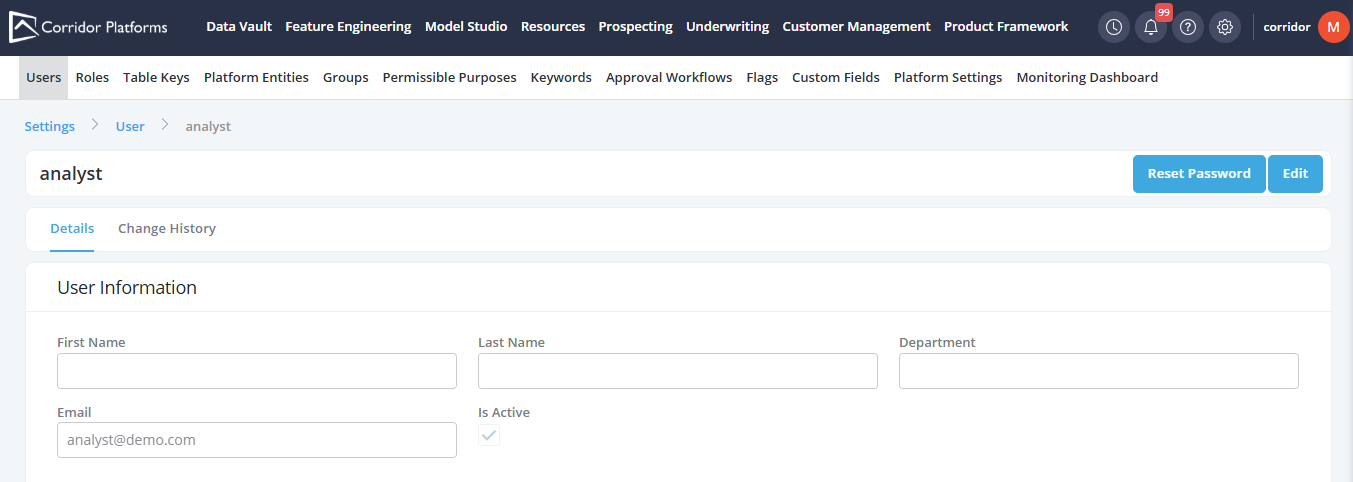 Corridor Platforms Data Vault Feature Engineering Model Studio Resources Prospecting Underwriting Customer Management Product Framework 99 ? corridor M
Users Roles Table Keys Platform Entities Groups Permissible Purposes Keywords Approval Workflows Flags Custom Fields Platform Settings Monitoring Dashboard
Settings User analyst
analyst Reset Password Edit
Details Change History
User Information
First Name Last Name Department
Email Is Active
analyst@demo.com